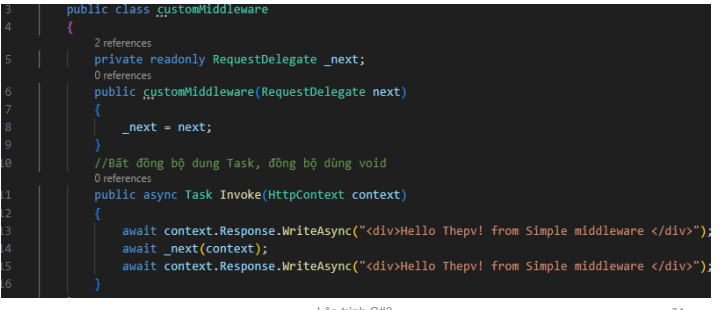 3 public class customMiddleware
4 {
2 references
5 private readonly RequestDelegate _next;
0 references
6 public customMiddleware(RequestDelegate next)
7 {
8 _next = next;
9 }
10 //Bất đồng bộ dung Task, đồng bộ dùng void
0 references
11 public async Task Invoke(HttpContext context)
12 {
13 await context.Response.WriteAsync("<div>Hello Thepv! from Simple middleware </div>");
14 await _next(context);
15 await context.Response.WriteAsync("<div>Hello Thepv! from Simple middleware </div>");
16 }